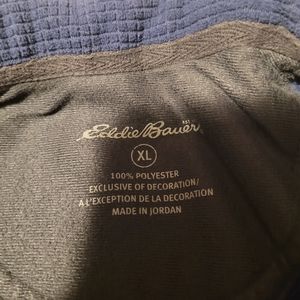 Eddie Bauer
XL
100% POLYESTER
EXCLUSIVE OF DECORATION/
A L'EXCEPTION DE LA DECORATION
MADE IN JORDAN